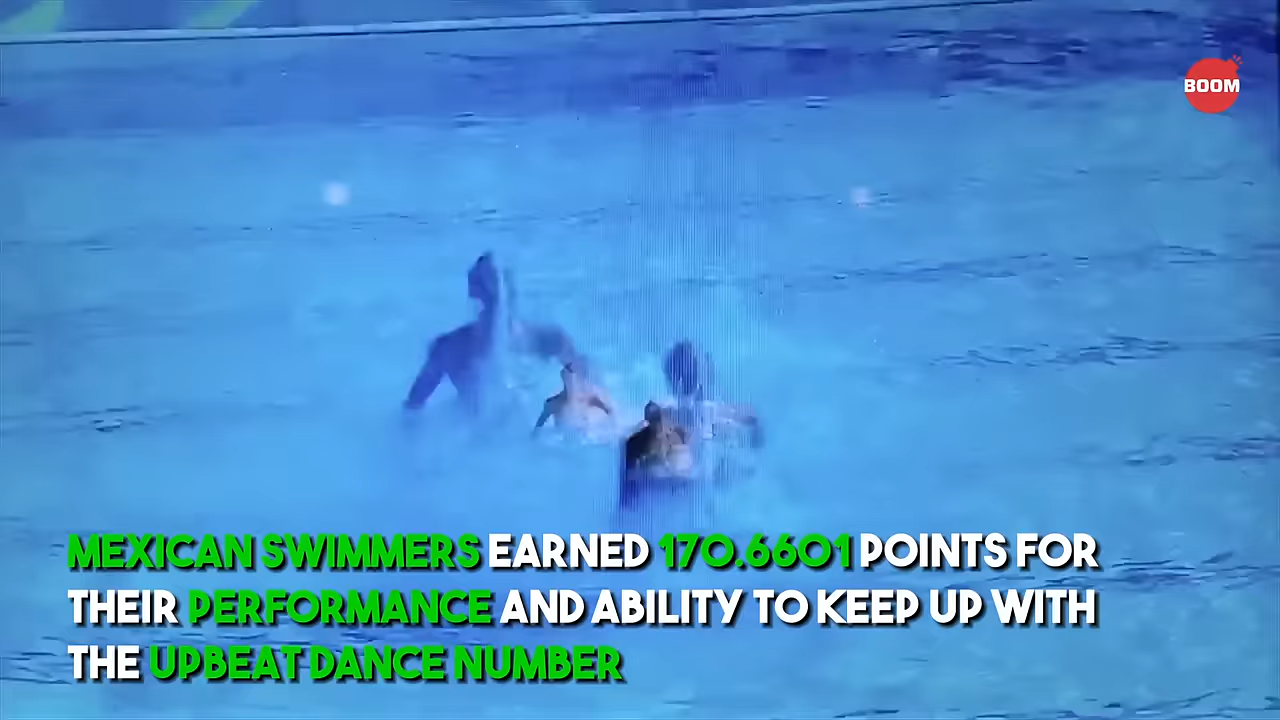 BOOM
MEXICAN SWIMMERS EARNED 170.6601 POINTS FOR
THEIR PERFORMANCE AND ABILITY TO KEEP UP WITH
THE UPBEAT DANCE NUMBER